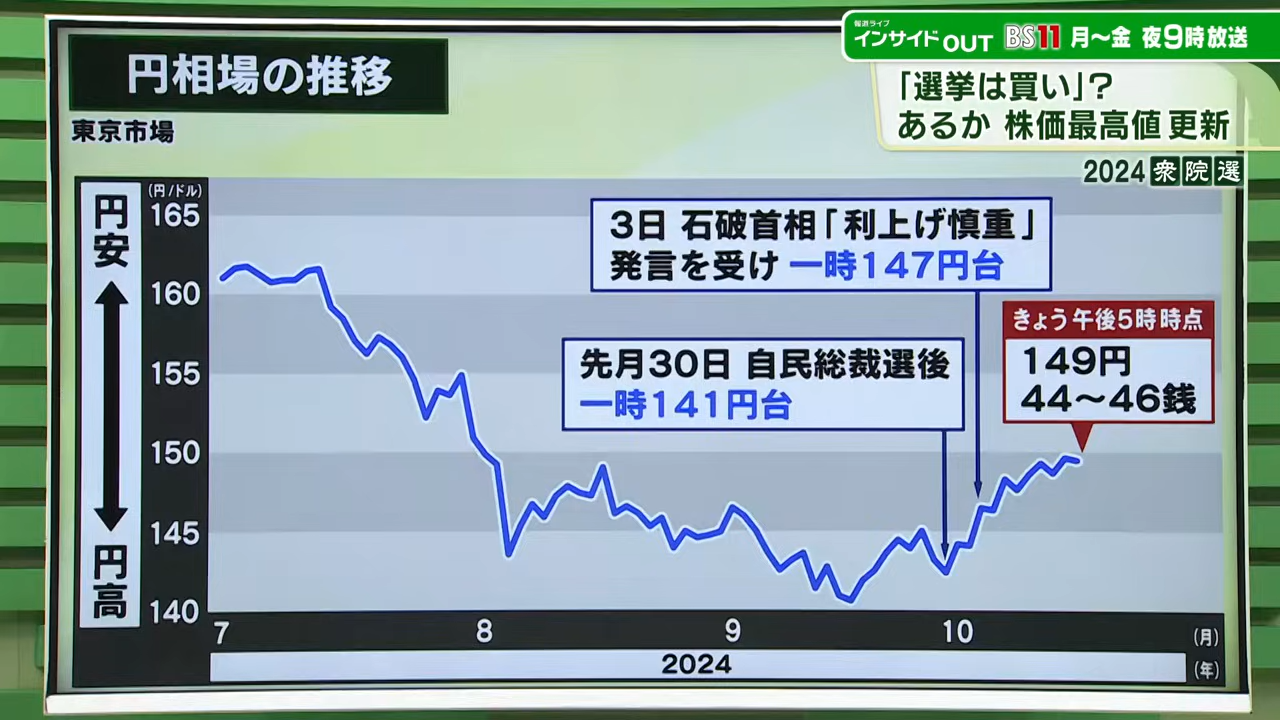 報道ライブ
インサイドOUT BS11 月〜金 夜9時放送
「選挙は買い」?
あるか 株価最高値更新
2024衆院選
円相場の推移
東京市場
(円/ドル)
円安
円高
165
160
155
150
145
140
3日 石破首相「利上げ慎重」
発言を受け 一時147円台
先月30日 自民総裁選後
一時141円台
きょう午後5時時点
149円
44〜46銭
7 8 9 10 (月)
2024 (年)